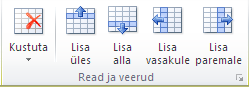 Kustuta
Lisa üles
Lisa alla
Lisa vasakule
Lisa paremale
Read ja veerud